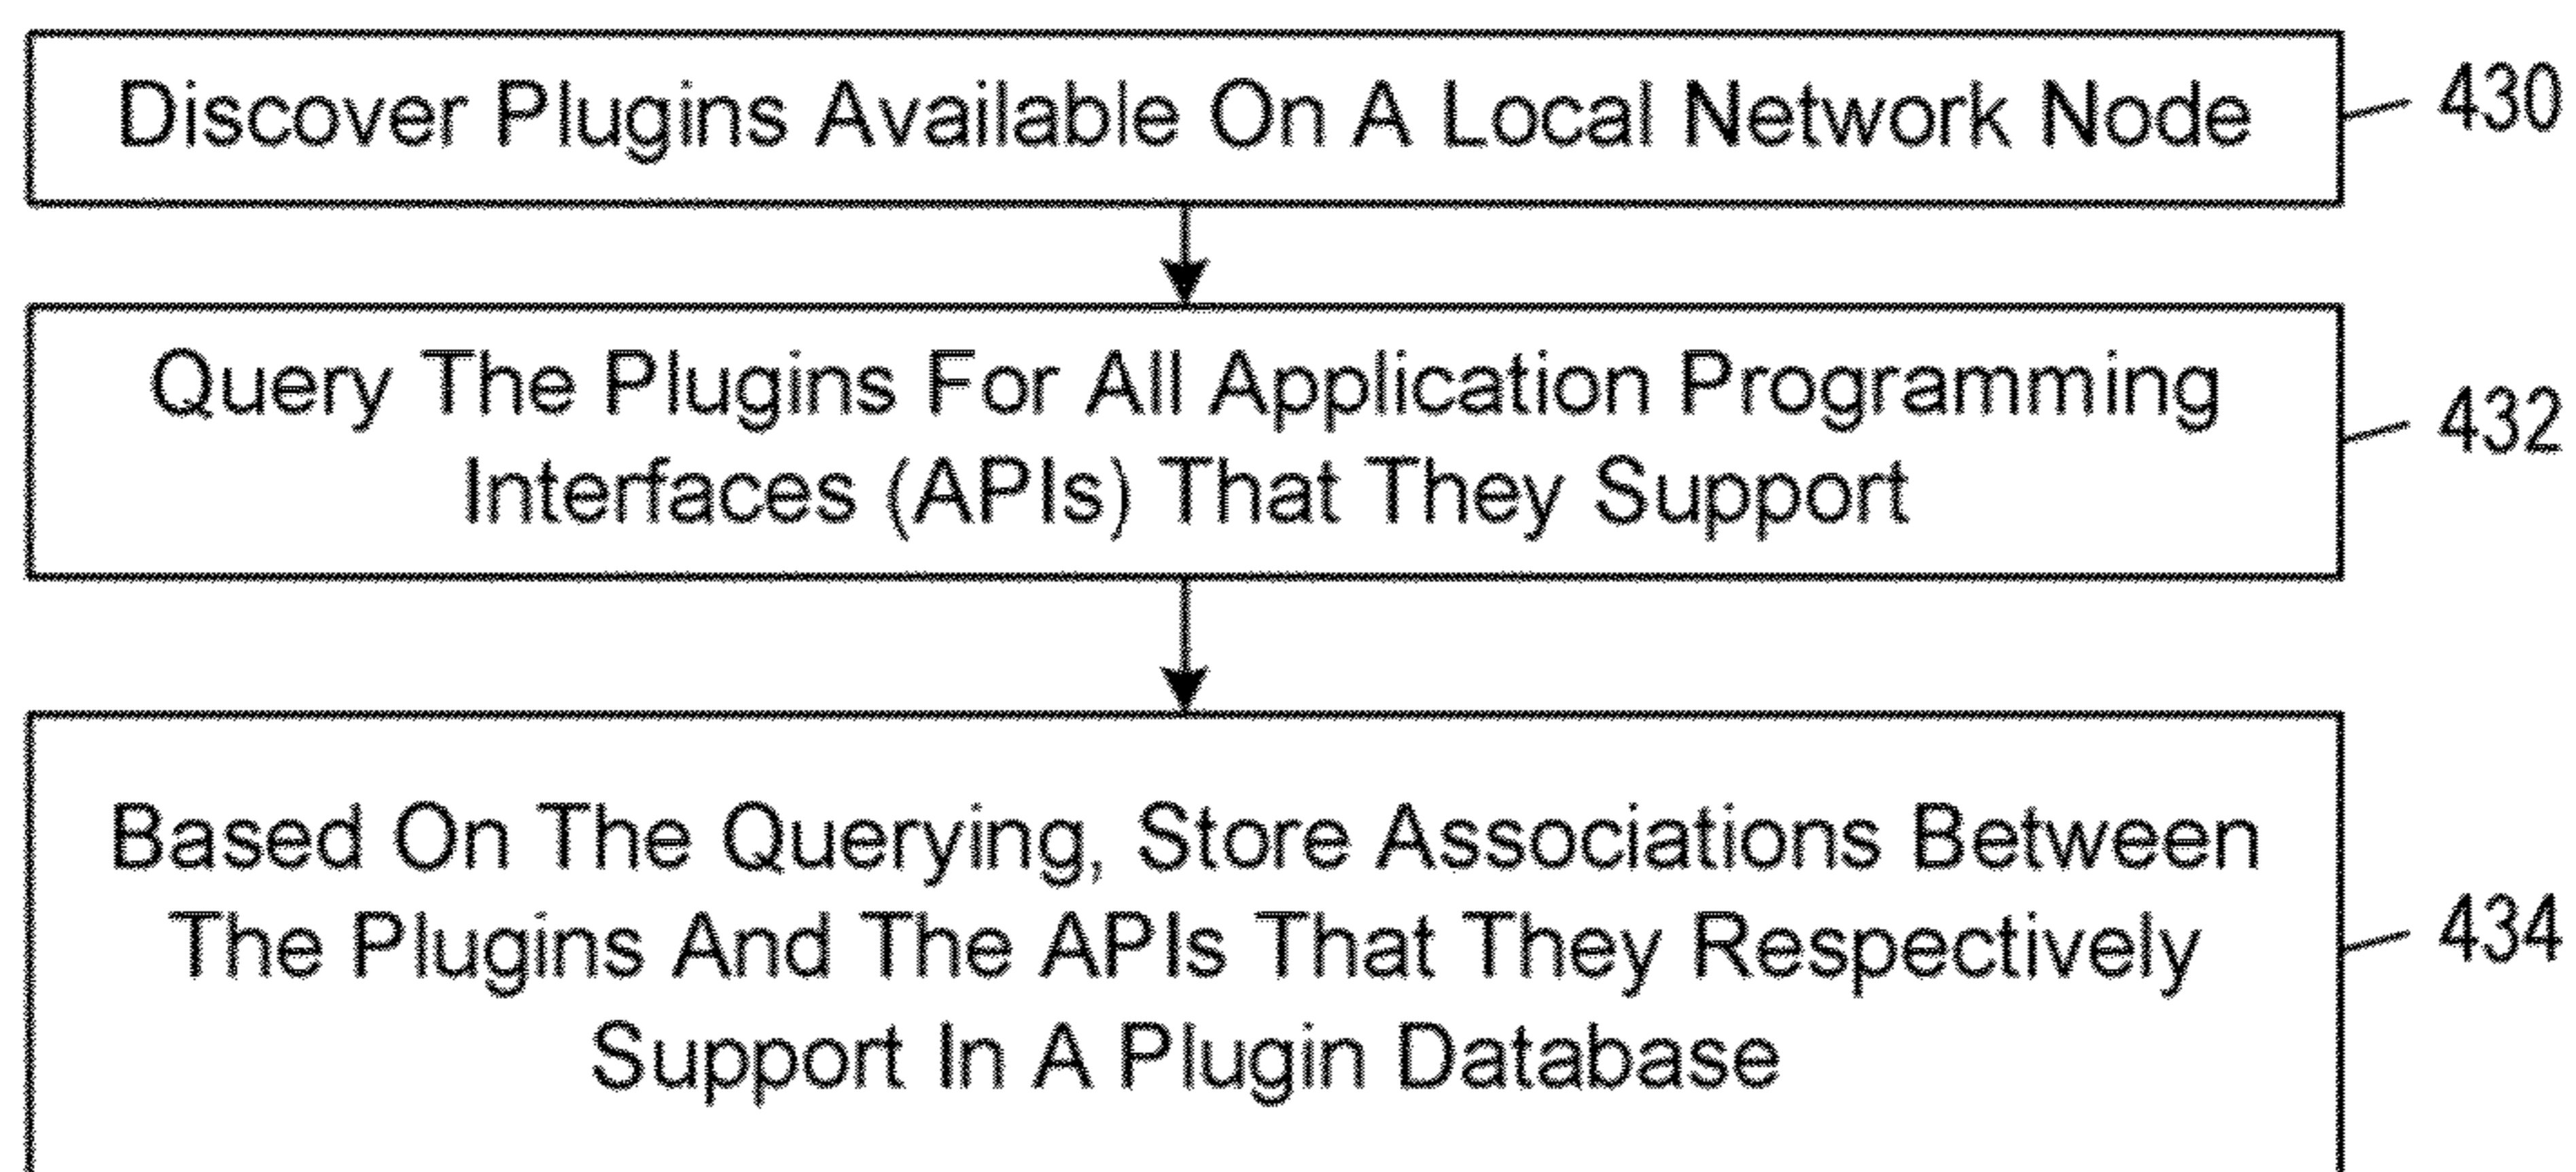 Discover Plugins Available On A Local Network Node
430
Query The Plugins For All Application Programming
Interfaces (APIs) That They Support
432
Based On The Querying, Store Associations Between
The Plugins And The APIs That They Respectively
Support In A Plugin Database
434